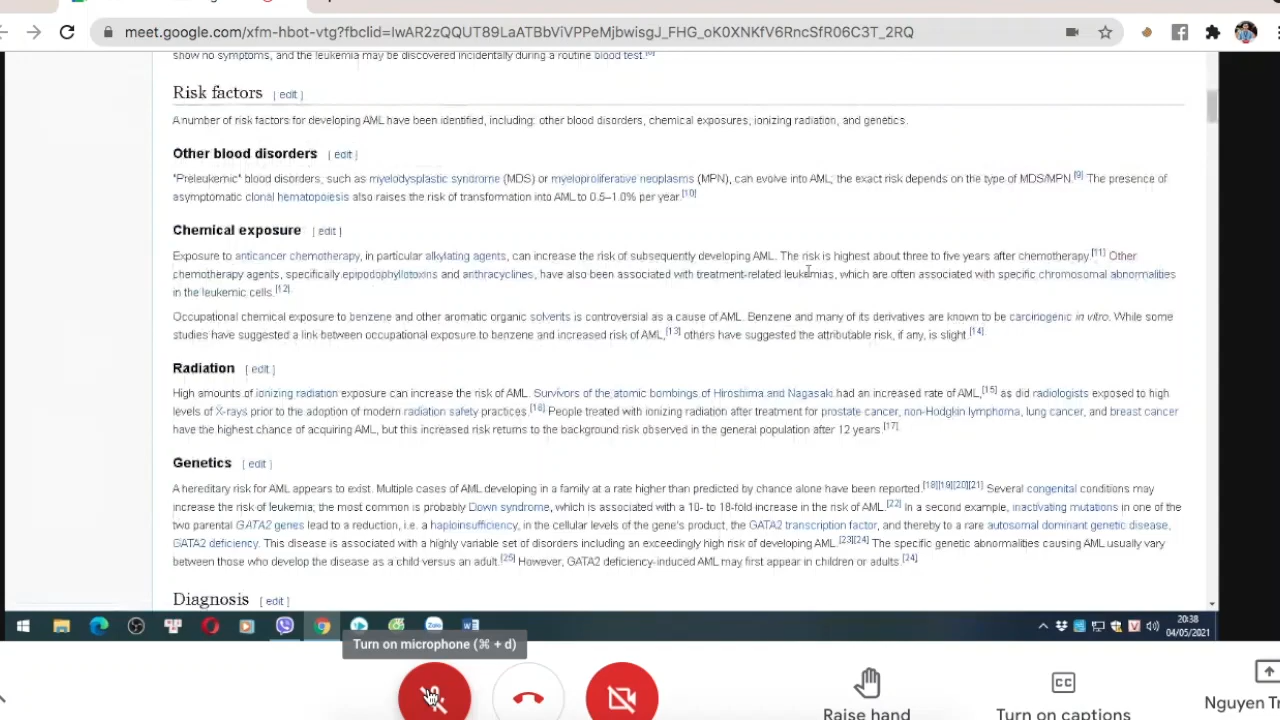 meet.google.com/xfm-hbot-vtg?fbclid=IwAR2zQQUT89LaATBbViVPPeMjbwisgJ_FHG_oK0XNKfV6RncSfR06C3T_2RQ
show no symptoms, and the leukemia may be discovered incidentally during a routine blood test.
Risk factors [ edit ]
A number of risk factors for developing AML have been identified, including: other blood disorders, chemical exposures, ionizing radiation, and genetics.
Other blood disorders [ edit ]
"Preleukemic" blood disorders, such as myelodysplastic syndrome (MDS) or myeloproliferative neoplasms (MPN), can evolve into AML; the exact risk depends on the type of MDS/MPN.[9] The presence of
asymptomatic clonal hematopoiesis also raises the risk of transformation into AML to 0.5–1.0% per year.[10]
Chemical exposure [ edit ]
Exposure to anticancer chemotherapy, in particular alkylating agents, can increase the risk of subsequently developing AML. The risk is highest about three to five years after chemotherapy.[11] Other
chemotherapy agents, specifically epipodophyllotoxins and anthracyclines, have also been associated with treatment-related leukemias, which are often associated with specific chromosomal abnormalities
in the leukemic cells.[12]
Occupational chemical exposure to benzene and other aromatic organic solvents is controversial as a cause of AML. Benzene and many of its derivatives are known to be carcinogenic in vitro. While some
studies have suggested a link between occupational exposure to benzene and increased risk of AML,[13] others have suggested the attributable risk, if any, is slight.[14]
Radiation [ edit ]
High amounts of ionizing radiation exposure can increase the risk of AML. Survivors of the atomic bombings of Hiroshima and Nagasaki had an increased rate of AML,[15] as did radiologists exposed to high
levels of X-rays prior to the adoption of modern radiation safety practices.[16] People treated with ionizing radiation after treatment for prostate cancer, non-Hodgkin lymphoma, lung cancer, and breast cancer
have the highest chance of acquiring AML, but this increased risk returns to the background risk observed in the general population after 12 years.[17]
Genetics [ edit ]
A hereditary risk for AML appears to exist. Multiple cases of AML developing in a family at a rate higher than predicted by chance alone have been reported.[18][19][20][21] Several congenital conditions may
increase the risk of leukemia; the most common is probably Down syndrome, which is associated with a 10- to 18-fold increase in the risk of AML.[22] In a second example, inactivating mutations in one of the
two parental GATA2 genes lead to a reduction, i.e. a haploinsufficiency, in the cellular levels of the gene's product, the GATA2 transcription factor, and thereby to a rare autosomal dominant genetic disease,
GATA2 deficiency. This disease is associated with a highly variable set of disorders including an exceedingly high risk of developing AML.[23][24] The specific genetic abnormalities causing AML usually vary
between those who develop the disease as a child versus an adult.[25] However, GATA2 deficiency-induced AML may first appear in children or adults.[24]
Diagnosis [ edit ]
Zalo
20:38
04/05/2021
Turn on microphone (⌘ + d)
Raise hand
Turn on captions
Nguyen